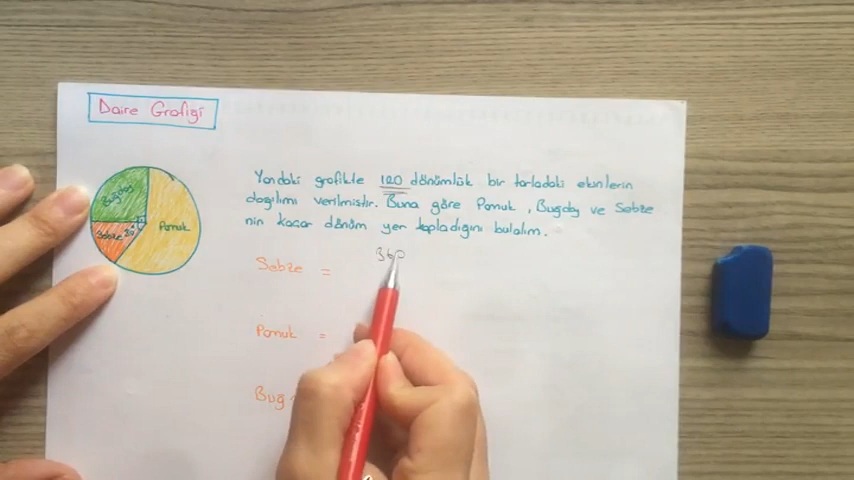 Daire Grafiği
Buğday
Sebze
Pamuk
Yandaki grafikte 120 dönümlük bir tarladaki ekinlerin
dağılımı verilmiştir. Buna göre Pamuk, Buğday ve Sebze
nin kaçar dönüm yer kapladığını bulalım.
360
Sebze =
Pamuk =
Buğ